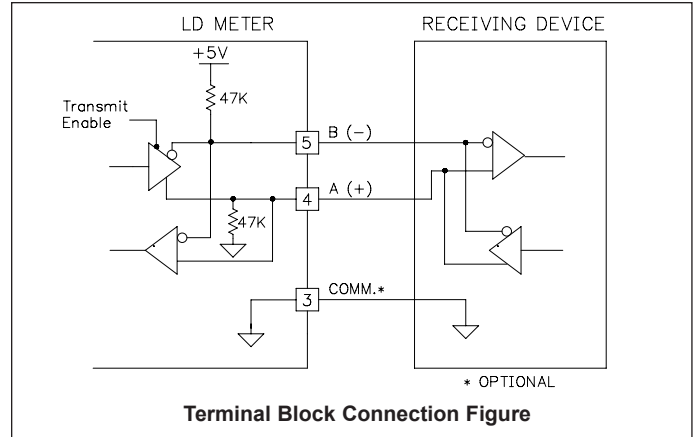 LD METER
RECEIVING DEVICE
+5V
47K
Transmit
Enable
5
B (-)
4
A (+)
47K
3
COMM.*
* OPTIONAL
Terminal Block Connection Figure